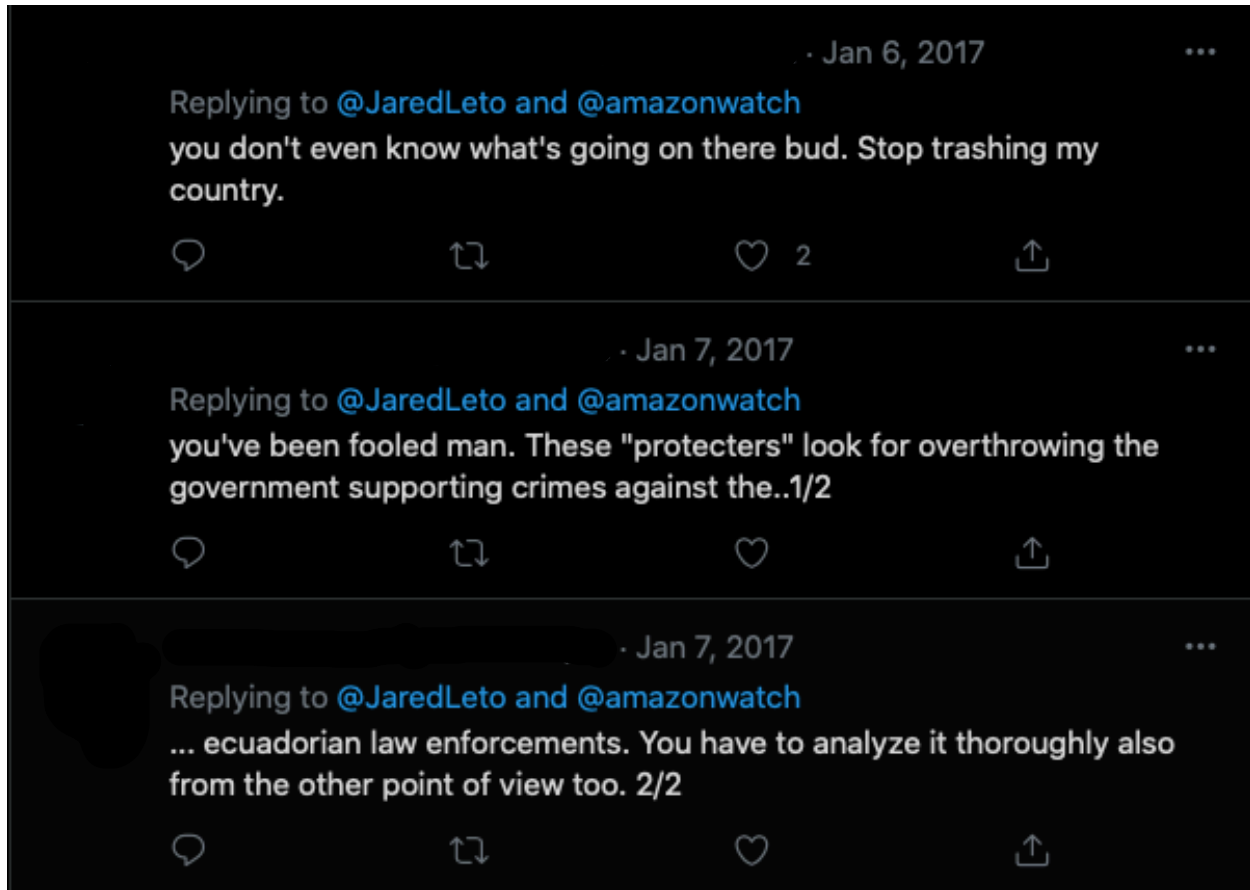 · Jan 6, 2017
Replying to @JaredLeto and @amazonwatch
you don't even know what's going on there bud. Stop trashing my
country.
2
· Jan 7, 2017
Replying to @JaredLeto and @amazonwatch
you've been fooled man. These "protecters" look for overthrowing the
government supporting crimes against the..1/2
· Jan 7, 2017
Replying to @JaredLeto and @amazonwatch
... ecuadorian law enforcements. You have to analyze it thoroughly also
from the other point of view too. 2/2